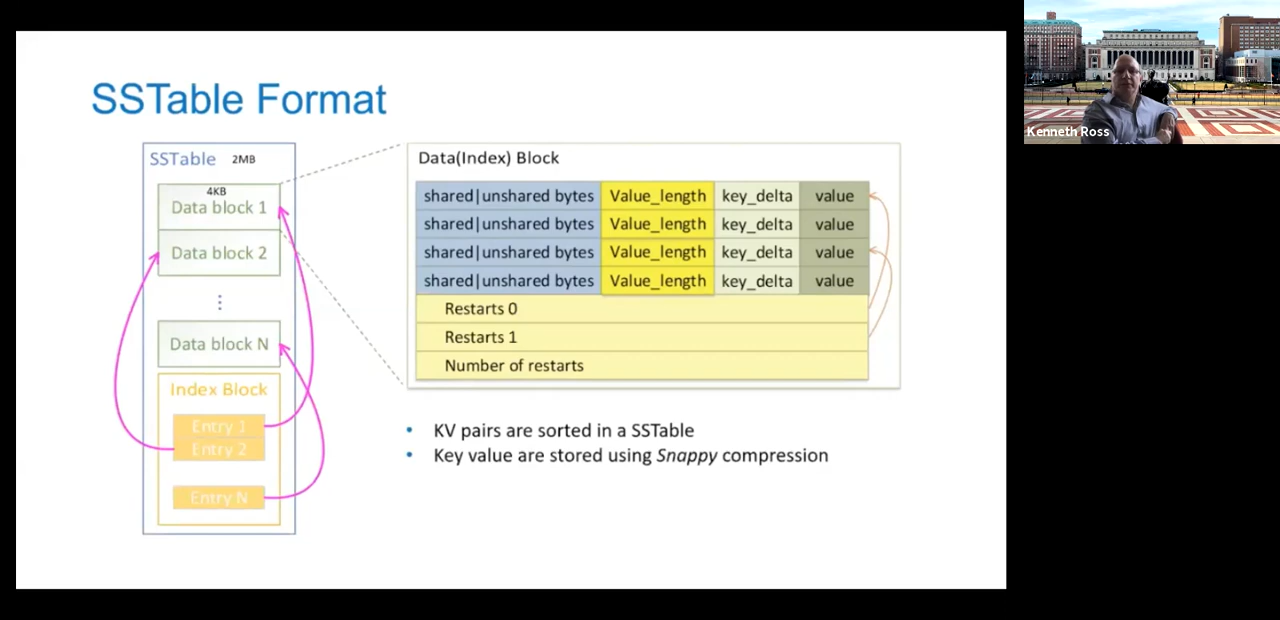 SSTable Format
SSTable 2MB
4KB
Data block 1
Data block 2
Data block N
Index Block
Entry 1
Entry 2
Entry N
Data(Index) Block
shared|unshared bytes Value_length key_delta value
shared|unshared bytes Value_length key_delta value
shared|unshared bytes Value_length key_delta value
shared|unshared bytes Value_length key_delta value
Restarts 0
Restarts 1
Number of restarts
• KV pairs are sorted in a SSTable
• Key value are stored using Snappy compression
Kenneth Ross